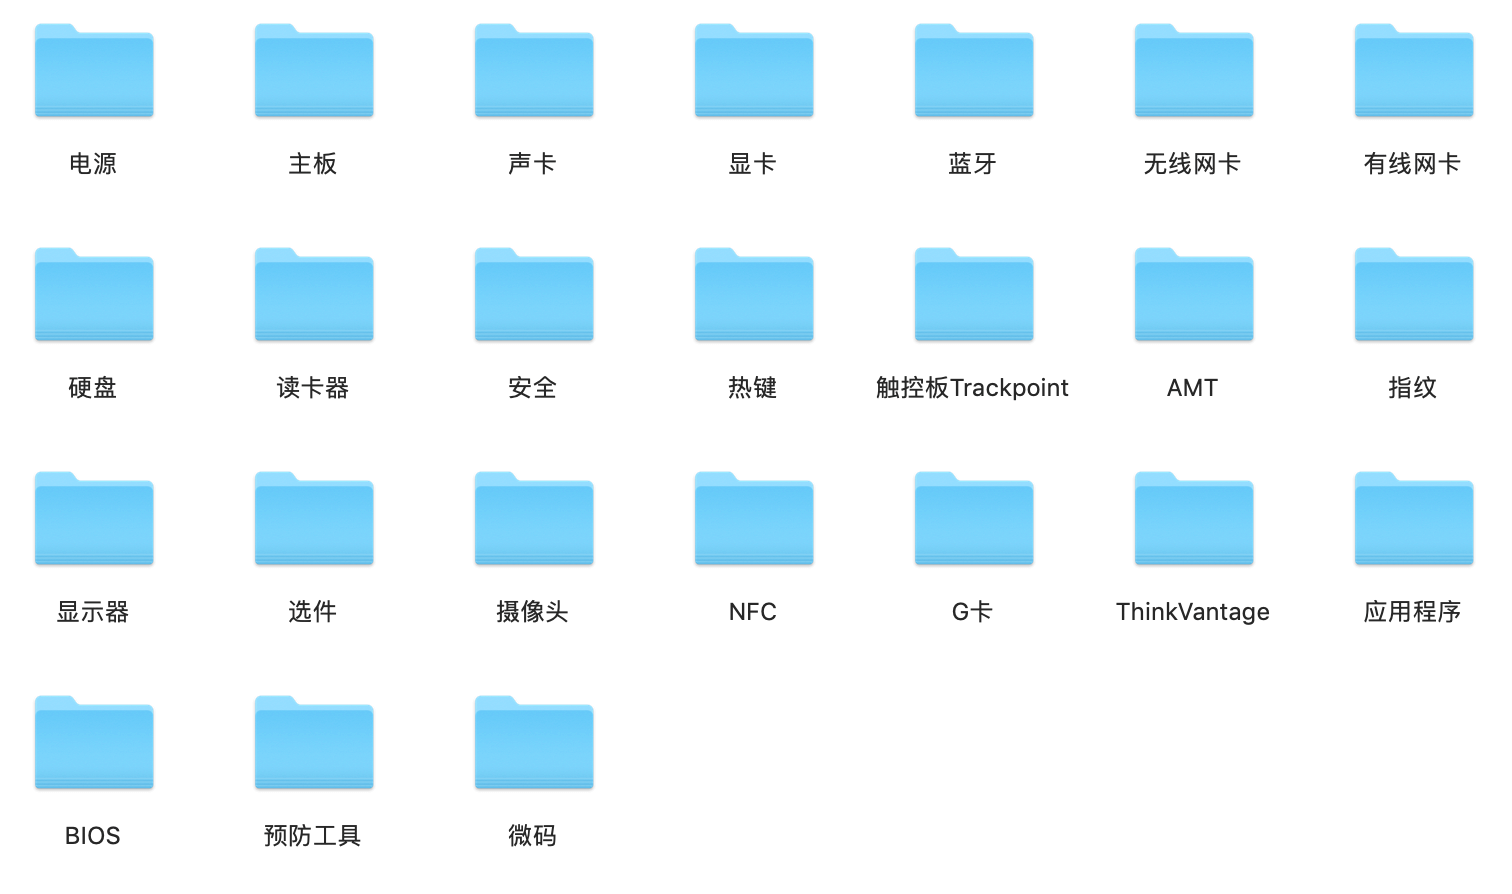 电源
主板
声卡
显卡
蓝牙
无线网卡
有线网卡
硬盘
读卡器
安全
热键
触控板Trackpoint
AMT
指纹
显示器
选件
摄像头
NFC
G卡
ThinkVantage
应用程序
BIOS
预防工具
微码